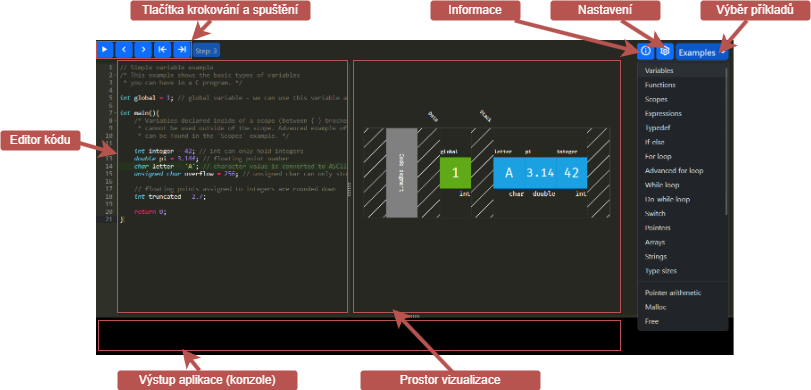 Tlačítka krokování a spuštění
Informace
Nastavení
Výběr příkladů
Step: 3
Examples
Editor kódu
1 // Simple variable example
2 /* This example shows the basic types of variables
3 * you can have in a C program. */
4
5 int global = 1; // global variable - we can use this variable a
6
7 int main(){
8 /* Variables declared inside of a scope (between { } bracke
9 * cannot be used outside of the scope. Advanced example of
10 * can be found in the 'Scopes' example. */
11
12 int integer = 42; // int can only hold integers
13 double pi = 3.140; // floating point number
14 char letter = 'A'; // character value is converted to ASCII
15 unsigned char overflow = 256; // unsigned char can only sto
16
17 // floating points assigned to integers are rounded down
18 int truncated = 2.7;
19
20 return 0;
21 }
Data
Stack
Code segment
global
1
int
letter
pi
integer
A
3.14
42
char
double
int
Variables
Functions
Scopes
Expressions
Typedef
If else
For loop
Advanced for loop
While loop
Do while loop
Switch
Pointers
Arrays
Strings
Type sizes
Pointer arithmetic
Malloc
Free
Výstup aplikace (konzole)
Prostor vizualizace